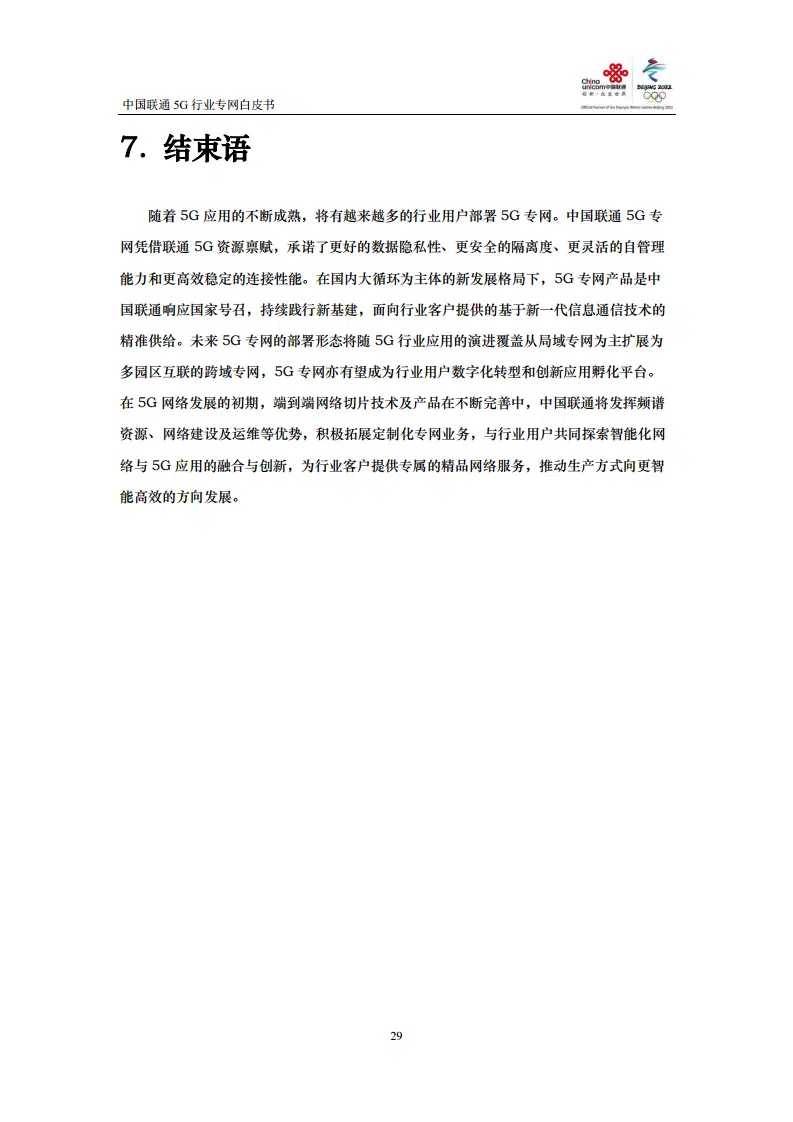 中国联通 5G 行业专网白皮书
China
unicom中国联通
创新·改变世界
BEIJING 2022
Official Partner of the Olympic Winter Games Beijing 2022
7. 结束语
随着 5G 应用的不断成熟，将有越来越多的行业用户部署 5G 专网。中国联通 5G 专
网凭借联通 5G 资源禀赋，承诺了更好的数据隐私性、更安全的隔离度、更灵活的自管理
能力和更高效稳定的连接性能。在国内大循环为主体的新发展格局下，5G 专网产品是中
国联通响应国家号召，持续践行新基建，面向行业客户提供的基于新一代信息通信技术的
精准供给。未来 5G 专网的部署形态将随 5G 行业应用的演进覆盖从局域专网为主扩展为
多园区互联的跨域专网，5G 专网亦有望成为行业用户数字化转型和创新应用孵化平台。
在 5G 网络发展的初期，端到端网络切片技术及产品在不断完善中，中国联通将发挥频谱
资源、网络建设及运维等优势，积极拓展定制化专网业务，与行业用户共同探索智能化网
络与 5G 应用的融合与创新，为行业客户提供专属的精品网络服务，推动生产方式向更智
能高效的方向发展。
29